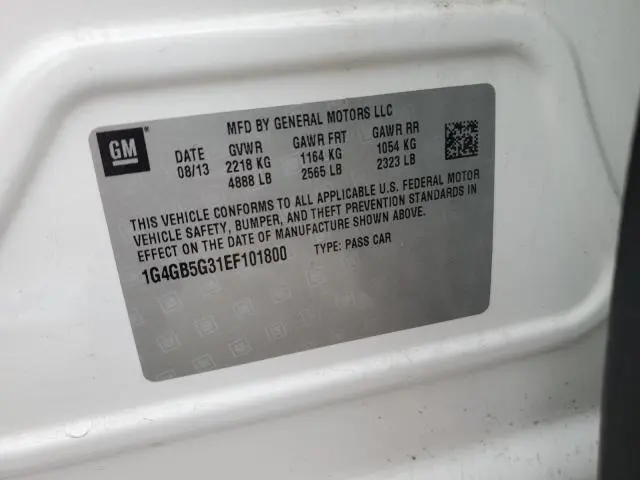 MFD BY GENERAL MOTORS LLC
GM
DATE GVWR GAWR FRT GAWR RR
08/13 2218 KG 1164 KG 1054 KG
4888 LB 2565 LB 2323 LB
THIS VEHICLE CONFORMS TO ALL APPLICABLE U.S. FEDERAL MOTOR
VEHICLE SAFETY, BUMPER, AND THEFT PREVENTION STANDARDS IN
EFFECT ON THE DATE OF MANUFACTURE SHOWN ABOVE.
1G4GB5G31EF101800 TYPE: PASS CAR